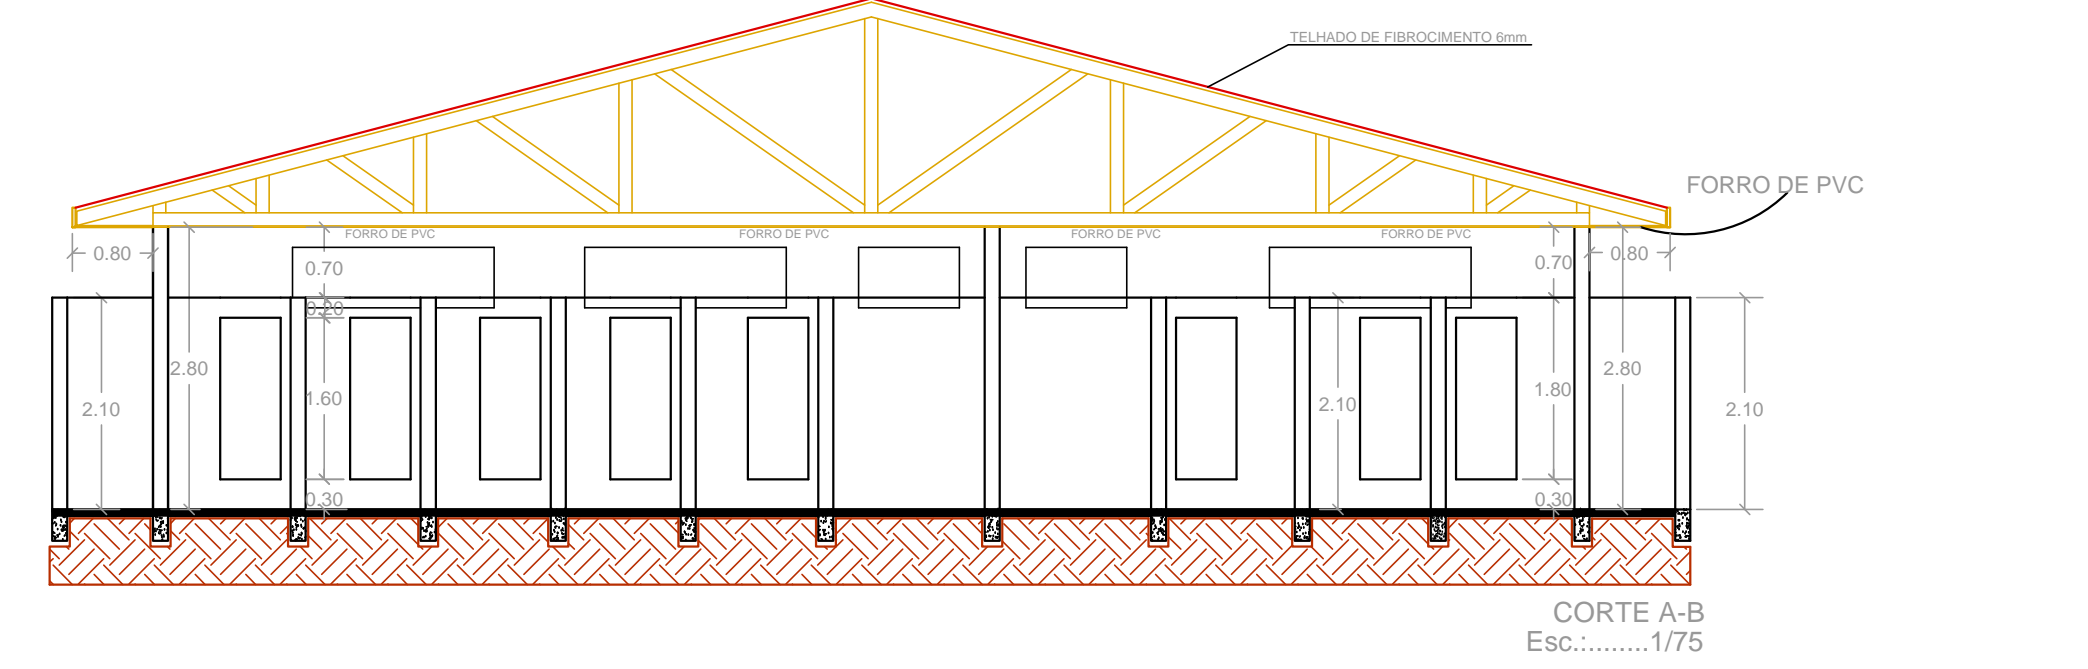 TELHADO DE FIBROCIMENTO 6mm
FORRO DE PVC
FORRO DE PVC
FORRO DE PVC
FORRO DE PVC
FORRO DE PVC
0.80
0.70
0.70
0.80
0.20
2.80
2.80
1.60
1.80
2.10
2.10
2.10
0.30
0.30
CORTE A-B
Esc.:........1/75